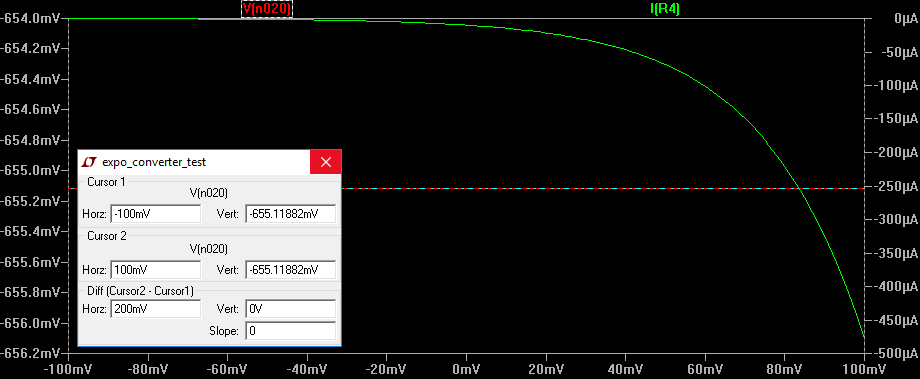 V(n020) I(R4)
-654.0mV 0µA
-654.2mV -50µA
-654.4mV -100µA
-654.6mV -150µA
-654.8mV -200µA
-655.0mV -250µA
-655.2mV -300µA
-655.4mV -350µA
-655.6mV -400µA
-655.8mV -450µA
-656.0mV
-656.2mV -500µA
-100mV -80mV -60mV -40mV -20mV 0mV 20mV 40mV 60mV 80mV 100mV
expo_converter_test
Cursor 1
V(n020)
Horz: -100mV Vert: -655.11882mV
Cursor 2
V(n020)
Horz: 100mV Vert: -655.11882mV
Diff (Cursor2 - Cursor1)
Horz: 200mV Vert: 0V
Slope: 0